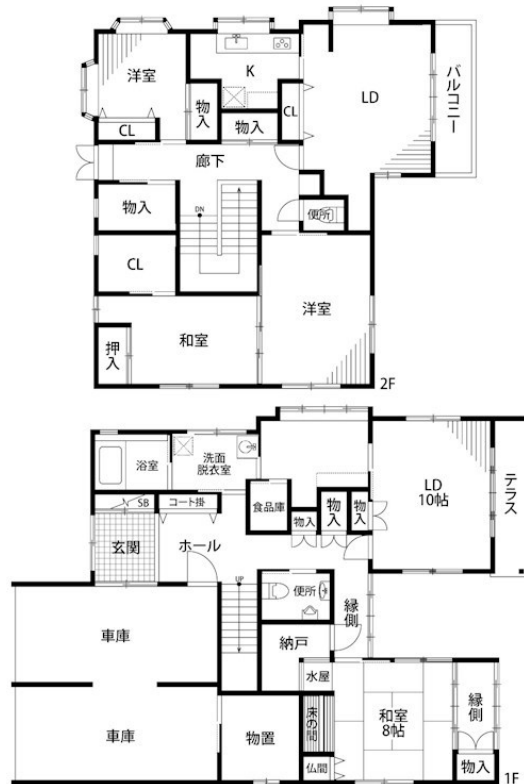 洋室
K
LD
バルコニー
物入
CL
CL
物入
廊下
物入
DN
便所
CL
洋室
和室
押入
2F
浴室
洗面
脱衣室
LD
10帖
テラス
SB
コート掛
食品庫
物入
物入
物入
玄関
ホール
UP
便所
縁側
車庫
納戸
水屋
床の間
和室
8帖
縁側
車庫
物置
仏間
物入
1F